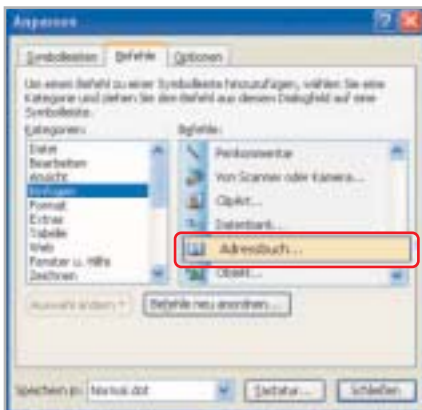 Anpassen
Symbolleisten Befehle Optionen
Um einen Befehl zu einer Symbolleiste hinzuzufügen, wählen Sie eine
Kategorie und ziehen Sie den Befehl aus diesem Dialogfeld auf eine
Symbolleiste.
Kategorien: Befehle:
Datei
Bearbeiten
Ansicht
Einfügen
Format
Extras
Tabelle
Web
Fenster u. Hilfe
Zeichnen
Von Scanner oder Kamera...
ClipArt...
Datenbank...
Adressbuch...
Objekt...
Auswahl ändern Befehle neu anordnen...
Speichern in: Normal.dot Tastatur... Schließen